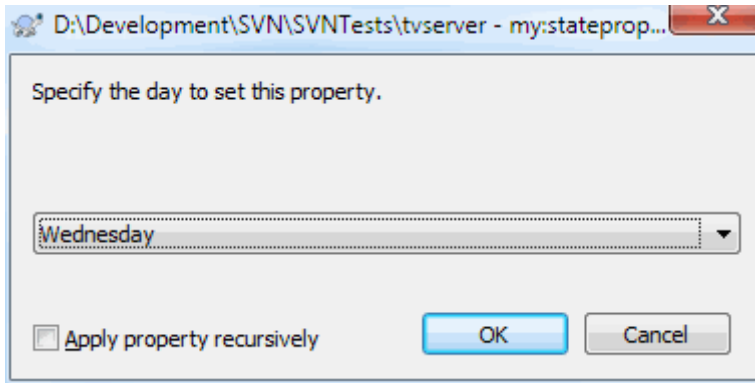 D:\Development\SVN\SVNTests\tvserver - my:stateprop...
Specify the day to set this property.
Wednesday
Apply property recursively
OK
Cancel